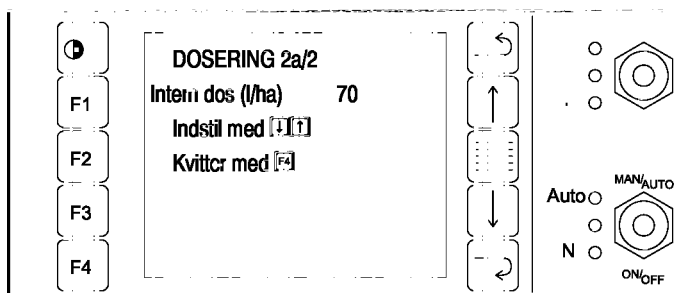 DOSERING 2a/2
Intern dos (l/ha) 70
Indstil med [↓][↑]
Kvitter med [F4]
F1
F2
F3
F4
MAN/AUTO
Auto
N
ON/OFF